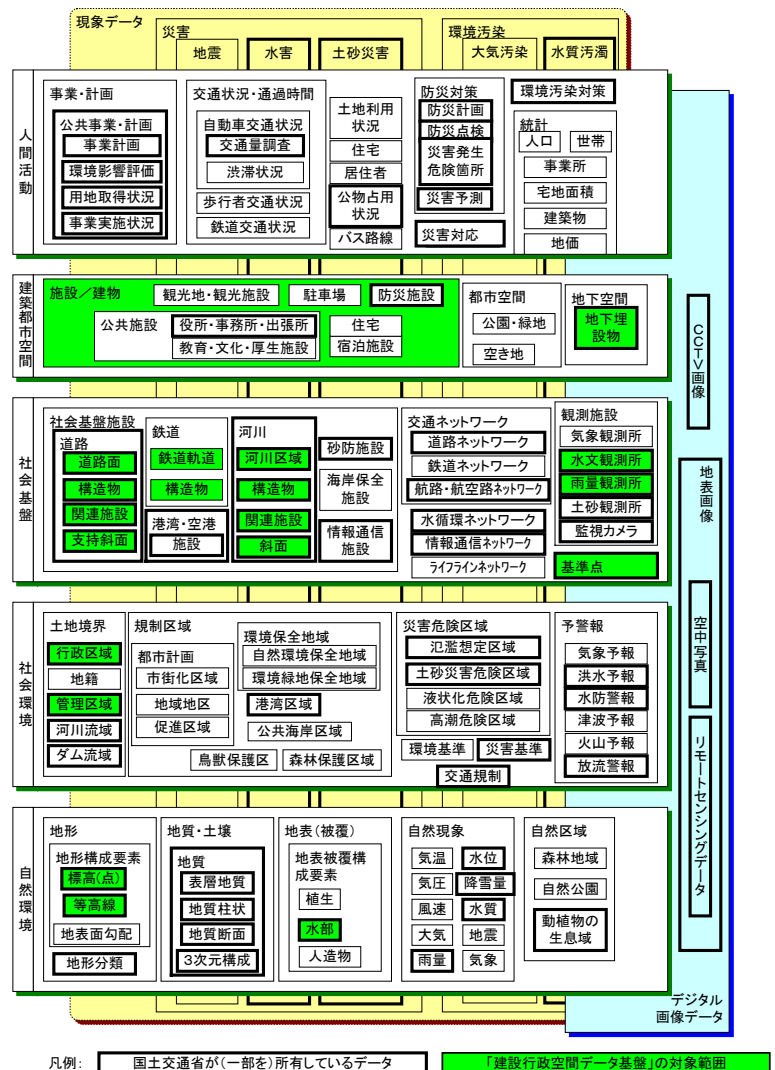 現象データ
災害
環境汚染
地震
水害
土砂災害
大気汚染
水質汚濁
人間活動
事業・計画
公共事業・計画
事業計画
環境影響評価
用地取得状況
事業実施状況
交通状況・通過時間
自動車交通状況
交通量調査
渋滞状況
歩行者交通状況
鉄道交通状況
土地利用
状況
住宅
居住者
公物占用
状況
バス路線
防災対策
防災計画
防災点検
災害発生
危険箇所
災害予測
災害対応
環境汚染対策
統計
人口
世帯
事業所
宅地面積
建築物
地価
建築都市空間
施設／建物
観光地・観光施設
駐車場
防災施設
公共施設
役所・事務所・出張所
教育・文化・厚生施設
住宅
宿泊施設
都市空間
公園・緑地
空き地
地下空間
地下埋
設物
社会基盤
社会基盤施設
道路
道路面
構造物
関連施設
支持斜面
鉄道
鉄道軌道
構造物
港湾・空港
施設
河川
河川区域
構造物
関連施設
斜面
砂防施設
海岸保全
施設
情報通信
施設
交通ネットワーク
道路ネットワーク
鉄道ネットワーク
航路・航空路ネットワーク
水循環ネットワーク
情報通信ネットワーク
ライフラインネットワーク
観測施設
気象観測所
水文観測所
雨量観測所
土砂観測所
監視カメラ
基準点
社会環境
土地境界
行政区域
地籍
管理区域
河川流域
ダム流域
規制区域
都市計画
市街化区域
地域地区
促進区域
環境保全地域
自然環境保全地域
環境緑地保全地域
港湾区域
公共海岸区域
鳥獣保護区
森林保護区域
災害危険区域
氾濫想定区域
土砂災害危険区域
液状化危険区域
高潮危険区域
環境基準
災害基準
交通規制
予警報
気象予報
洪水予報
水防警報
津波予報
火山予報
放流警報
自然環境
地形
地形構成要素
標高(点)
等高線
地表面勾配
地形分類
地質・土壌
地質
表層地質
地質柱状
地質断面
3次元構成
地表(被覆)
地表被覆構
成要素
植生
水部
人造物
自然現象
気温
水位
気圧
降雪量
風速
水質
大気
地震
雨量
気象
自然区域
森林地域
自然公園
動植物の
生息域
CCTV画像
地表画像
空中写真
リモートセンシングデータ
デジタル
画像データ
凡例:
国土交通省が(一部を)所有しているデータ
「建設行政空間データ基盤」の対象範囲